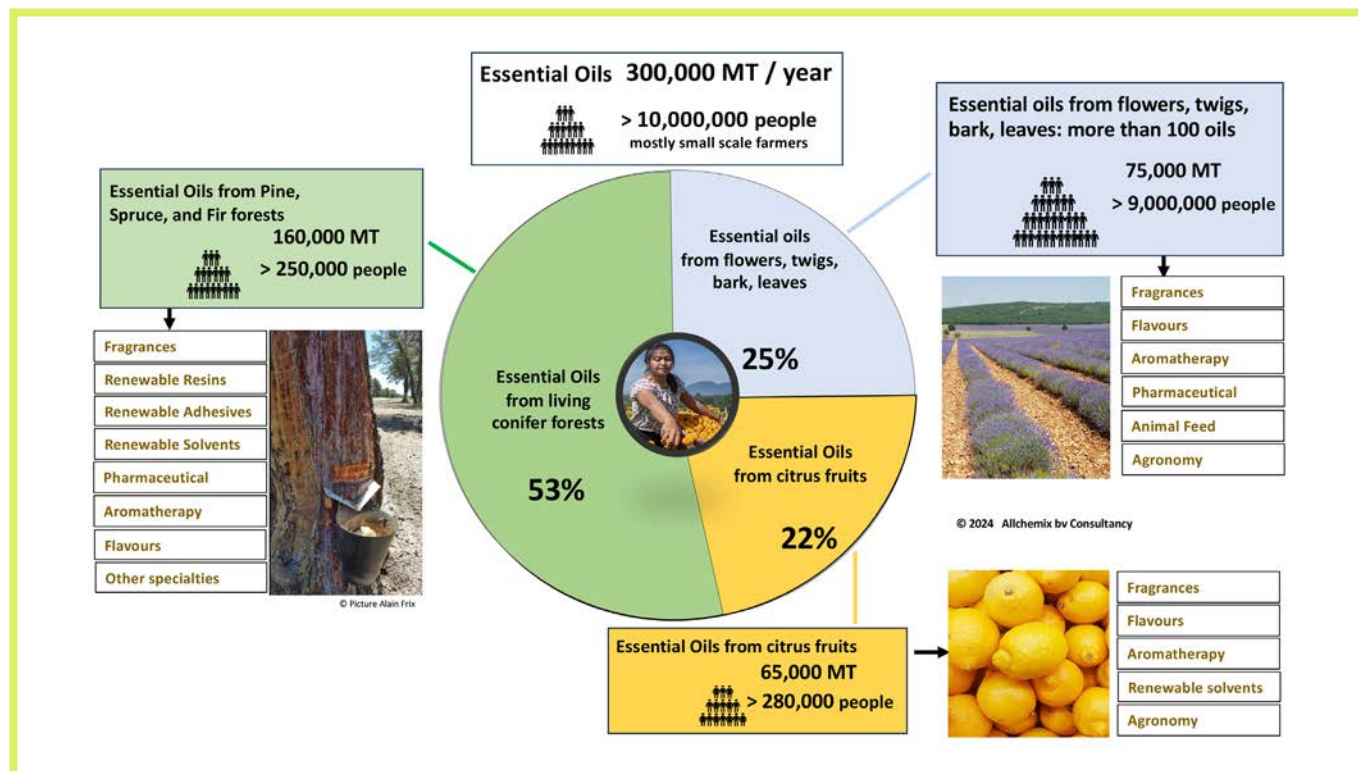 Essential Oils 300,000 MT / year
> 10,000,000 people
mostly small scale farmers
Essential oils from flowers, twigs,
bark, leaves: more than 100 oils
75,000 MT
> 9,000,000 people
Essential Oils from Pine,
Spruce, and Fir forests
160,000 MT
> 250,000 people
Essential oils
from flowers, twigs,
bark, leaves
25%
Essential Oils
from living
conifer forests
53%
Essential Oils
from citrus fruits
22%
Fragrances
Renewable Resins
Renewable Adhesives
Renewable Solvents
Pharmaceutical
Aromatherapy
Flavours
Other specialties
© Picture Alain Frix
Fragrances
Flavours
Aromatherapy
Pharmaceutical
Animal Feed
Agronomy
© 2024 Allchemix bv Consultancy
Essential Oils from citrus fruits
65,000 MT
> 280,000 people
Fragrances
Flavours
Aromatherapy
Renewable solvents
Agronomy